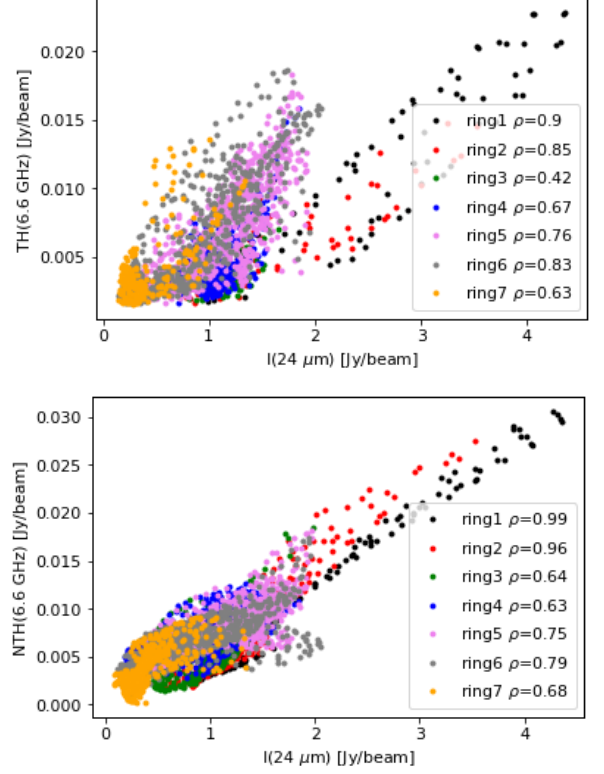 0.020
0.015
0.010
0.005
TH(6.6 GHz) [Jy/beam]
ring1 ρ=0.9
ring2 ρ=0.85
ring3 ρ=0.42
ring4 ρ=0.67
ring5 ρ=0.76
ring6 ρ=0.83
ring7 ρ=0.63
0 1 2 3 4
I(24 μm) [Jy/beam]
0.030
0.025
0.020
0.015
0.010
0.005
0.000
NTH(6.6 GHz) [Jy/beam]
ring1 ρ=0.99
ring2 ρ=0.96
ring3 ρ=0.64
ring4 ρ=0.63
ring5 ρ=0.75
ring6 ρ=0.79
ring7 ρ=0.68
0 1 2 3 4
I(24 μm) [Jy/beam]